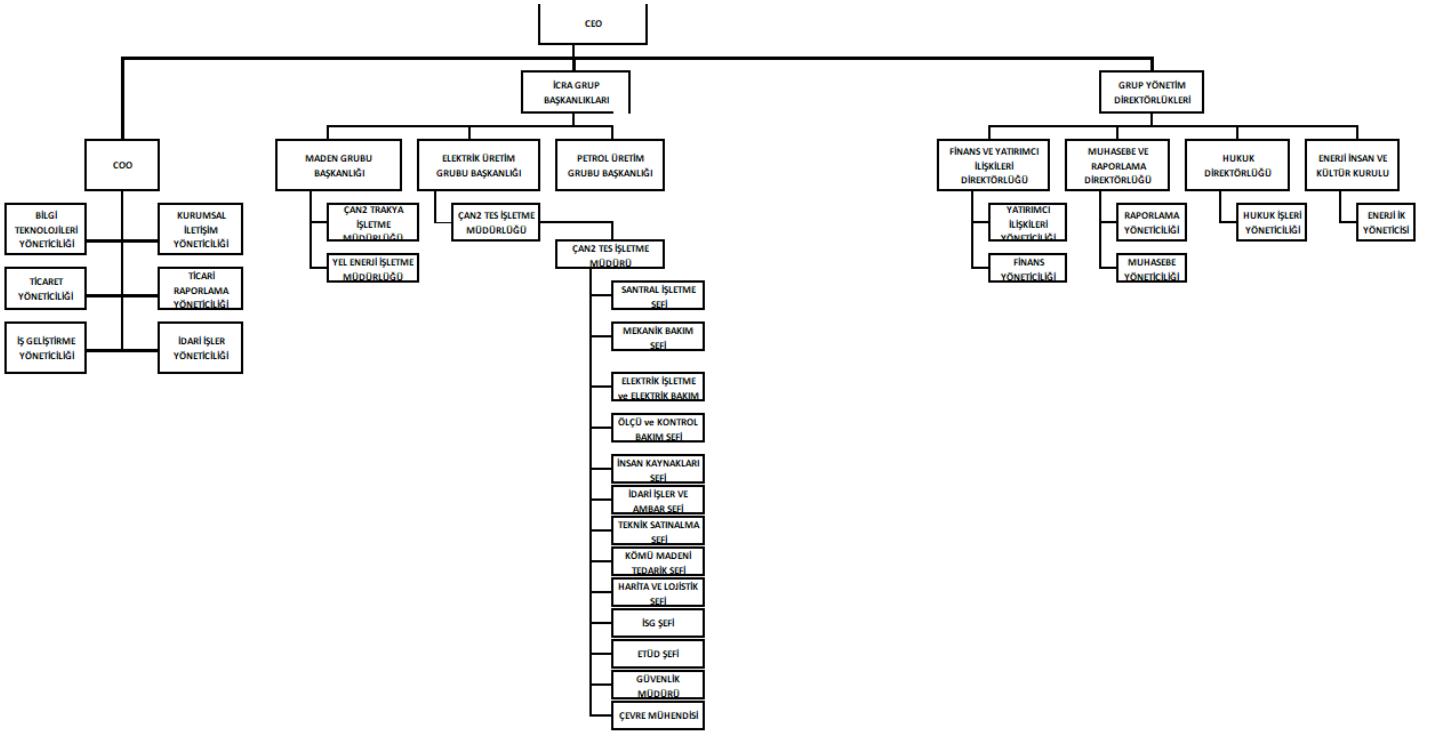 CEO
İCRA GRUP
BAŞKANLIKLARI
GRUP YÖNETİM
DİREKTÖRLÜKLERİ
COO
MADEN GRUBU
BAŞKANLIĞI
ELEKTRİK ÜRETİM
GRUBU BAŞKANLIĞI
PETROL ÜRETİM
GRUBU BAŞKANLIĞI
FİNANS VE YATIRIMCI
İLİŞKİLERİ
DİREKTÖRLÜĞÜ
MUHASEBE VE
RAPORLAMA
DİREKTÖRLÜĞÜ
HUKUK
DİREKTÖRLÜĞÜ
ENERJİ İNSAN VE
KÜLTÜR KURULU
BİLGİ
TEKNOLOJİLERİ
YÖNETİCİLİĞİ
KURUMSAL
İLETİŞİM
YÖNETİCİLİĞİ
TİCARET
YÖNETİCİLİĞİ
TİCARİ
RAPORLAMA
YÖNETİCİLİĞİ
İŞ GELİŞTİRME
YÖNETİCİLİĞİ
İDARİ İŞLER
YÖNETİCİLİĞİ
ÇAN2 TRAKYA
İŞLETME
MÜDÜRLÜĞÜ
YEL ENERJİ İŞLETME
MÜDÜRLÜĞÜ
ÇAN2 TES İŞLETME
MÜDÜRLÜĞÜ
ÇAN2 TES İŞLETME
MÜDÜRÜ
SANTRAL İŞLETME
ŞEFİ
MEKANİK BAKIM
ŞEFİ
ELEKTRİK İŞLETME
ve ELEKTRİK BAKIM
ÖLÇÜ ve KONTROL
BAKIM ŞEFİ
İNSAN KAYNAKLARI
ŞEFİ
İDARİ İŞLER VE
AMBAR ŞEFİ
TEKNİK SATINALMA
ŞEFİ
KÖMÜ MADENİ
TEDARİK ŞEFİ
HARİTA VE LOJİSTİK
ŞEFİ
İSG ŞEFİ
ETÜD ŞEFİ
GÜVENLİK
MÜDÜRÜ
ÇEVRE MÜHENDİSİ
YATIRIMCI
İLİŞKİLERİ
YÖNETİCİLİĞİ
FİNANS
YÖNETİCİLİĞİ
RAPORLAMA
YÖNETİCİLİĞİ
MUHASEBE
YÖNETİCİLİĞİ
HUKUK İŞLERİ
YÖNETİCİLİĞİ
ENERJİ İK
YÖNETİCİSİ